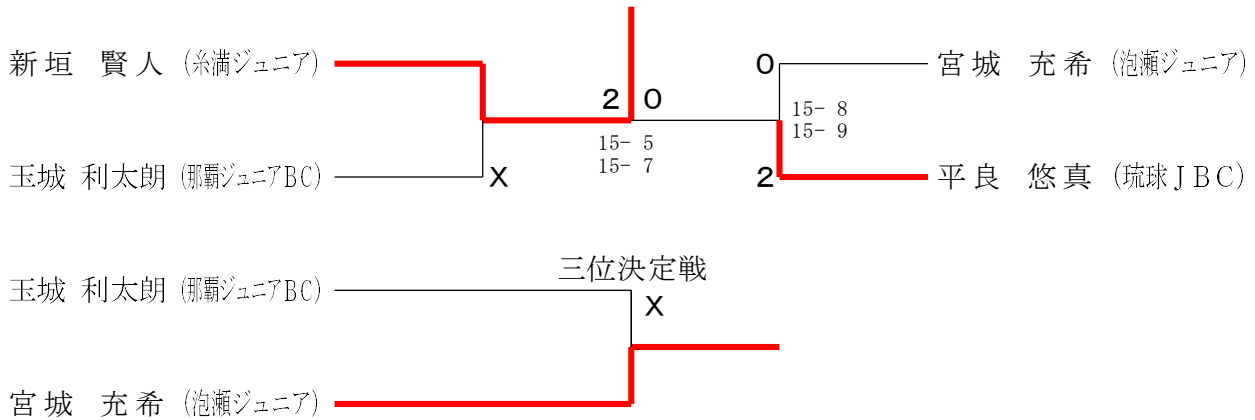 新垣 賢人 (糸満ジュニア)
2 0
0
宮城 充希 (泡瀬ジュニア)
15- 8
15- 9
15- 5
15- 7
玉城 利太朗 (那覇ジュニアBC)
X
2
平良 悠真 (琉球JBC)
三位決定戦
玉城 利太朗 (那覇ジュニアBC)
X
宮城 充希 (泡瀬ジュニア)